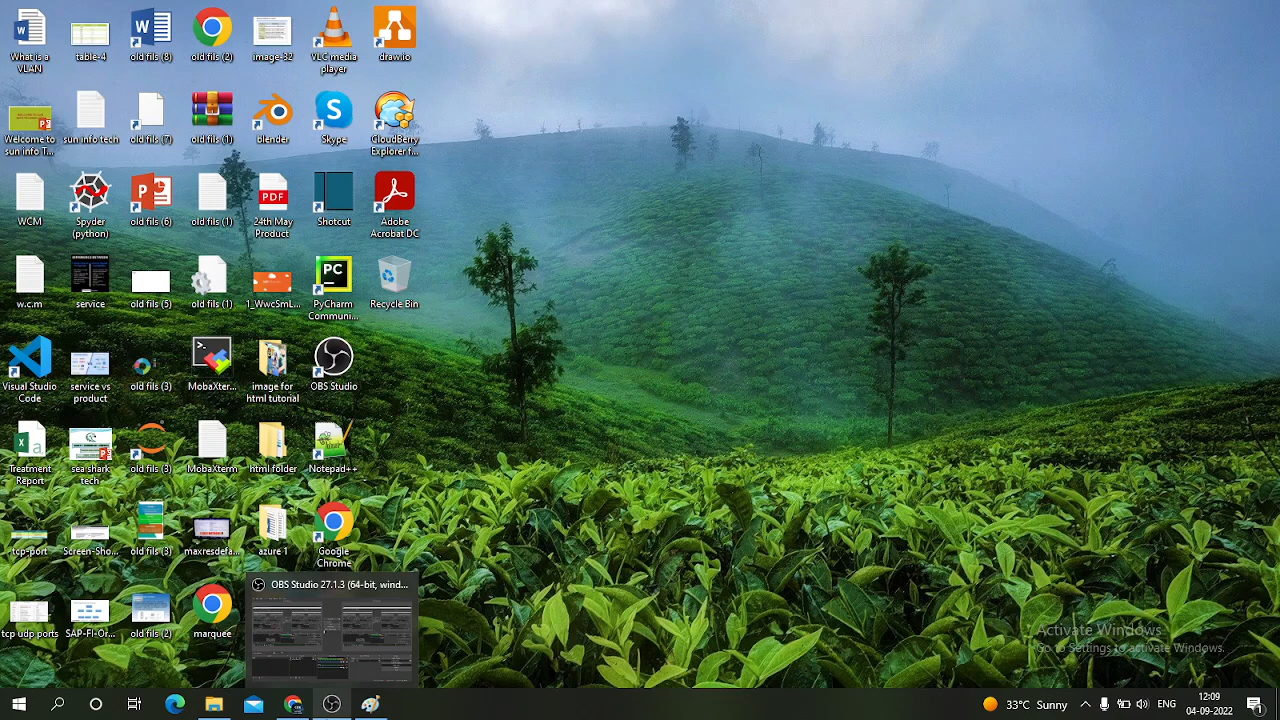 What is a VLAN
table-4
old fils (8)
old fils (2)
image-32
VLC media player
draw.io
Welcome to sun info T...
sun info tech
old fils (7)
old fils (1)
blender
Skype
CloudBerry Explorer f...
WCM
Spyder (python)
old fils (6)
old fils (1)
24th May Product
Shotcut
Adobe Acrobat DC
w.c.m
service
old fils (5)
old fils (1)
1_WwcSmL...
PyCharm Communi...
Recycle Bin
Visual Studio Code
service vs product
old fils (3)
MobaXter...
image for html tutorial
OBS Studio
Treatment Report
sea shark tech
old fils (3)
MobaXterm
html folder
Notepad++
tcp-port
Screen-Sho...
old fils (3)
maxresdefa...
azure 1
Google Chrome
OBS Studio 27.1.3 (64-bit, wind...
tcp udp ports
SAP-FI-Or...
old fils (2)
marquee
Activate Windows
Go to Settings to activate Windows.
33°C Sunny
ENG
12:09
04-09-2022